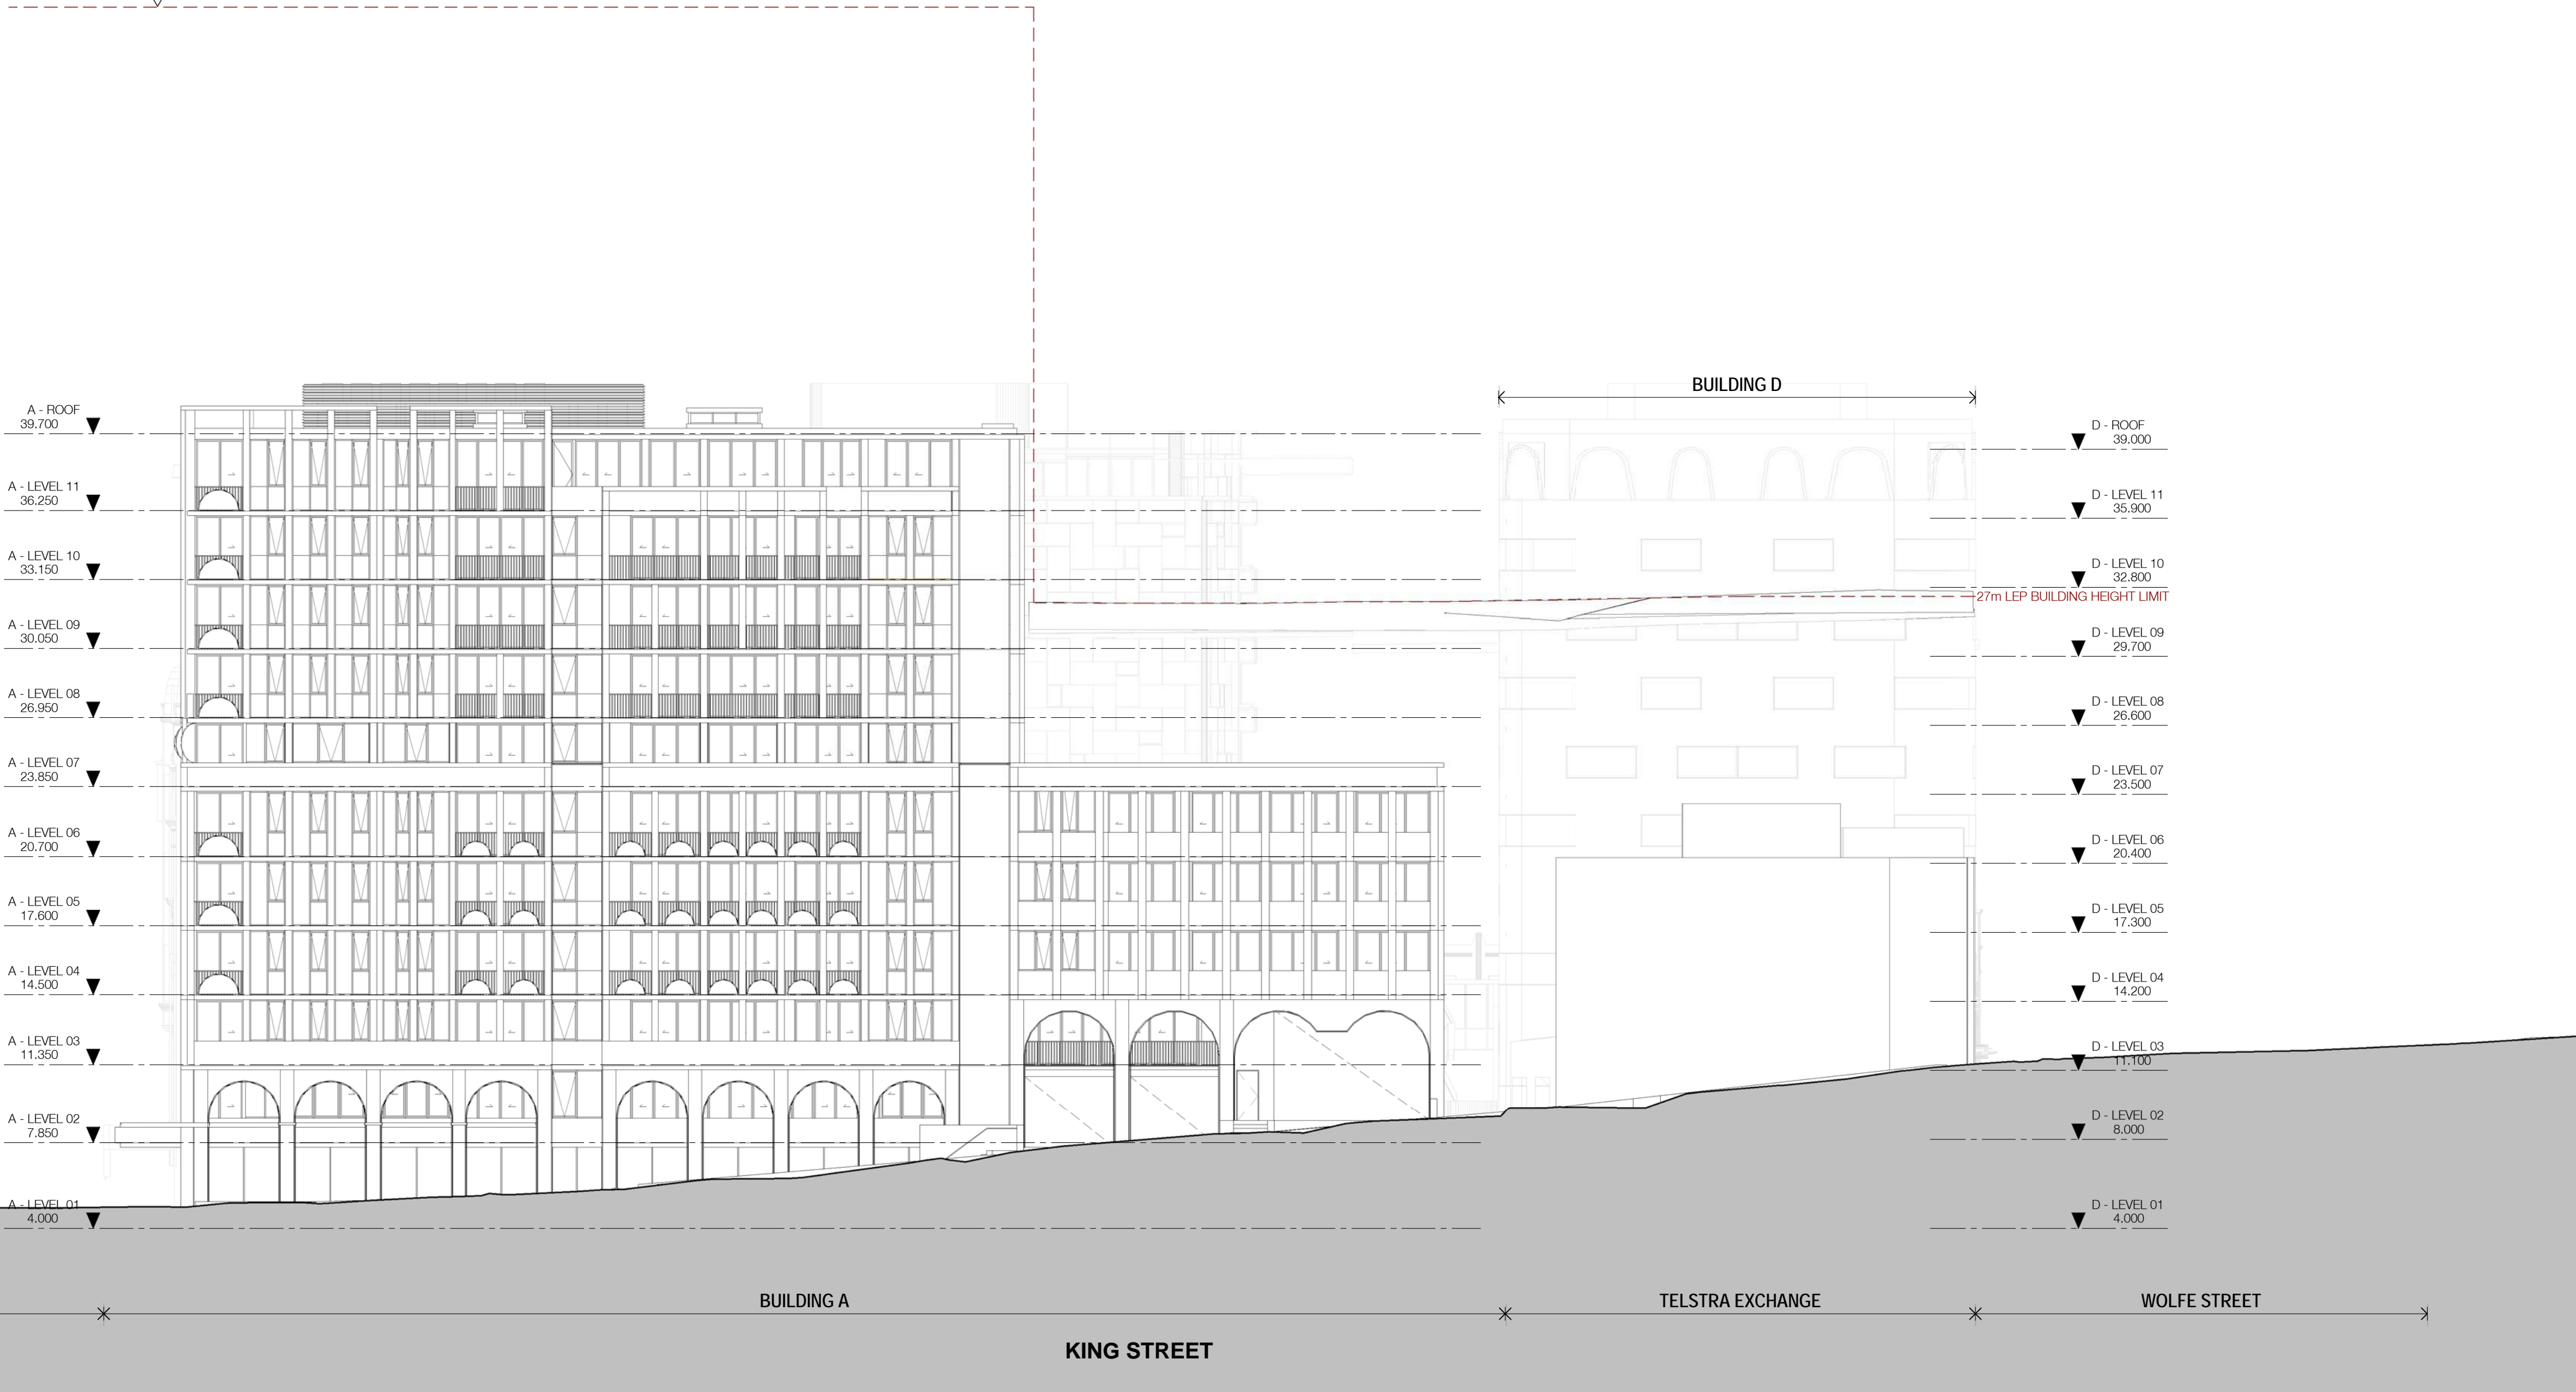 BUILDING D
A - ROOF
39.700
A - LEVEL 11
36.250
A - LEVEL 10
33.150
A - LEVEL 09
30.050
A - LEVEL 08
26.950
A - LEVEL 07
23.850
A - LEVEL 06
20.700
A - LEVEL 05
17.600
A - LEVEL 04
14.500
A - LEVEL 03
11.350
A - LEVEL 02
7.850
A - LEVEL 01
4.000
D - ROOF
39.000
D - LEVEL 11
35.900
D - LEVEL 10
32.800
27m LEP BUILDING HEIGHT LIMIT
D - LEVEL 09
29.700
D - LEVEL 08
26.600
D - LEVEL 07
23.500
D - LEVEL 06
20.400
D - LEVEL 05
17.300
D - LEVEL 04
14.200
D - LEVEL 03
11.100
D - LEVEL 02
8.000
D - LEVEL 01
4.000
BUILDING A
TELSTRA EXCHANGE
WOLFE STREET
KING STREET